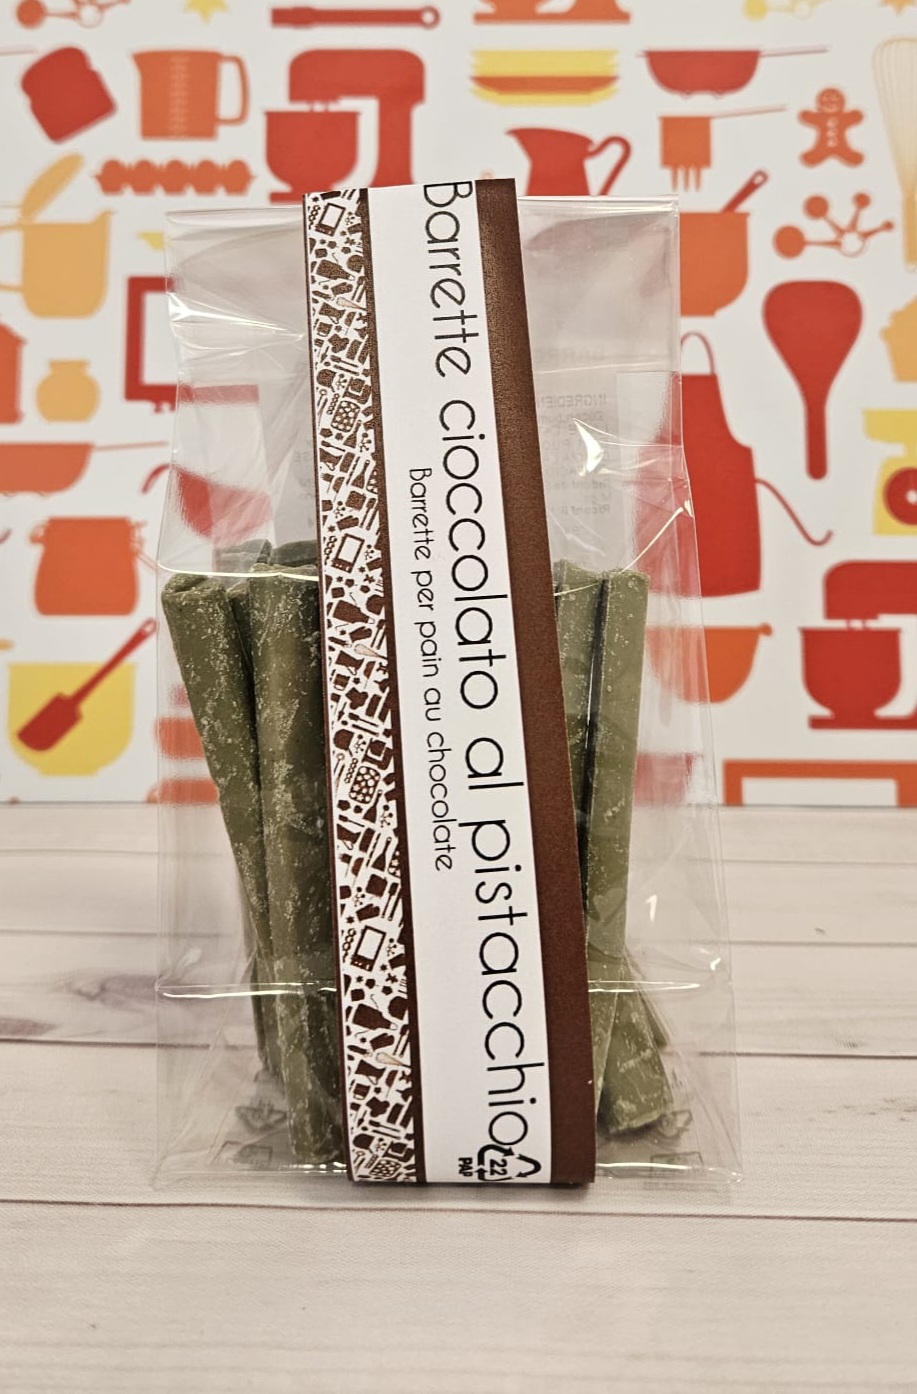 Barrette cioccolato al pistacchio
Barrette per pain au chocolate
22
PAP